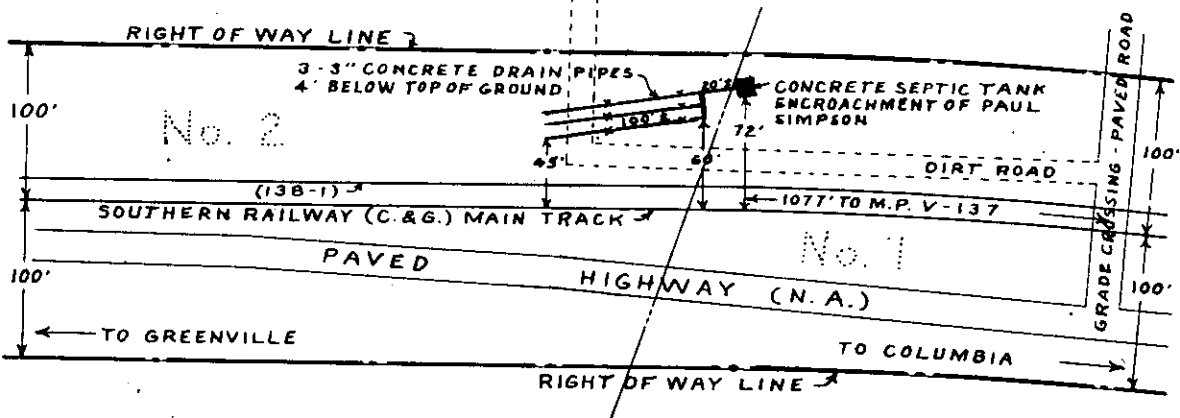 RIGHT OF WAY LINE
3-3" CONCRETE DRAIN PIPES
4' BELOW TOP OF GROUND
20'±
CONCRETE SEPTIC TANK
ENCROACHMENT OF PAUL
SIMPSON
100'
No. 2
100'±
72'
45'
60'
DIRT ROAD
100'
GRADE CROSSING - PAVED ROAD
(138-1)
1077' TO M.P. V-137
SOUTHERN RAILWAY (C.&G.) MAIN TRACK
No. 1
100'
PAVED HIGHWAY (N.A.)
100'
TO GREENVILLE
TO COLUMBIA
RIGHT OF WAY LINE